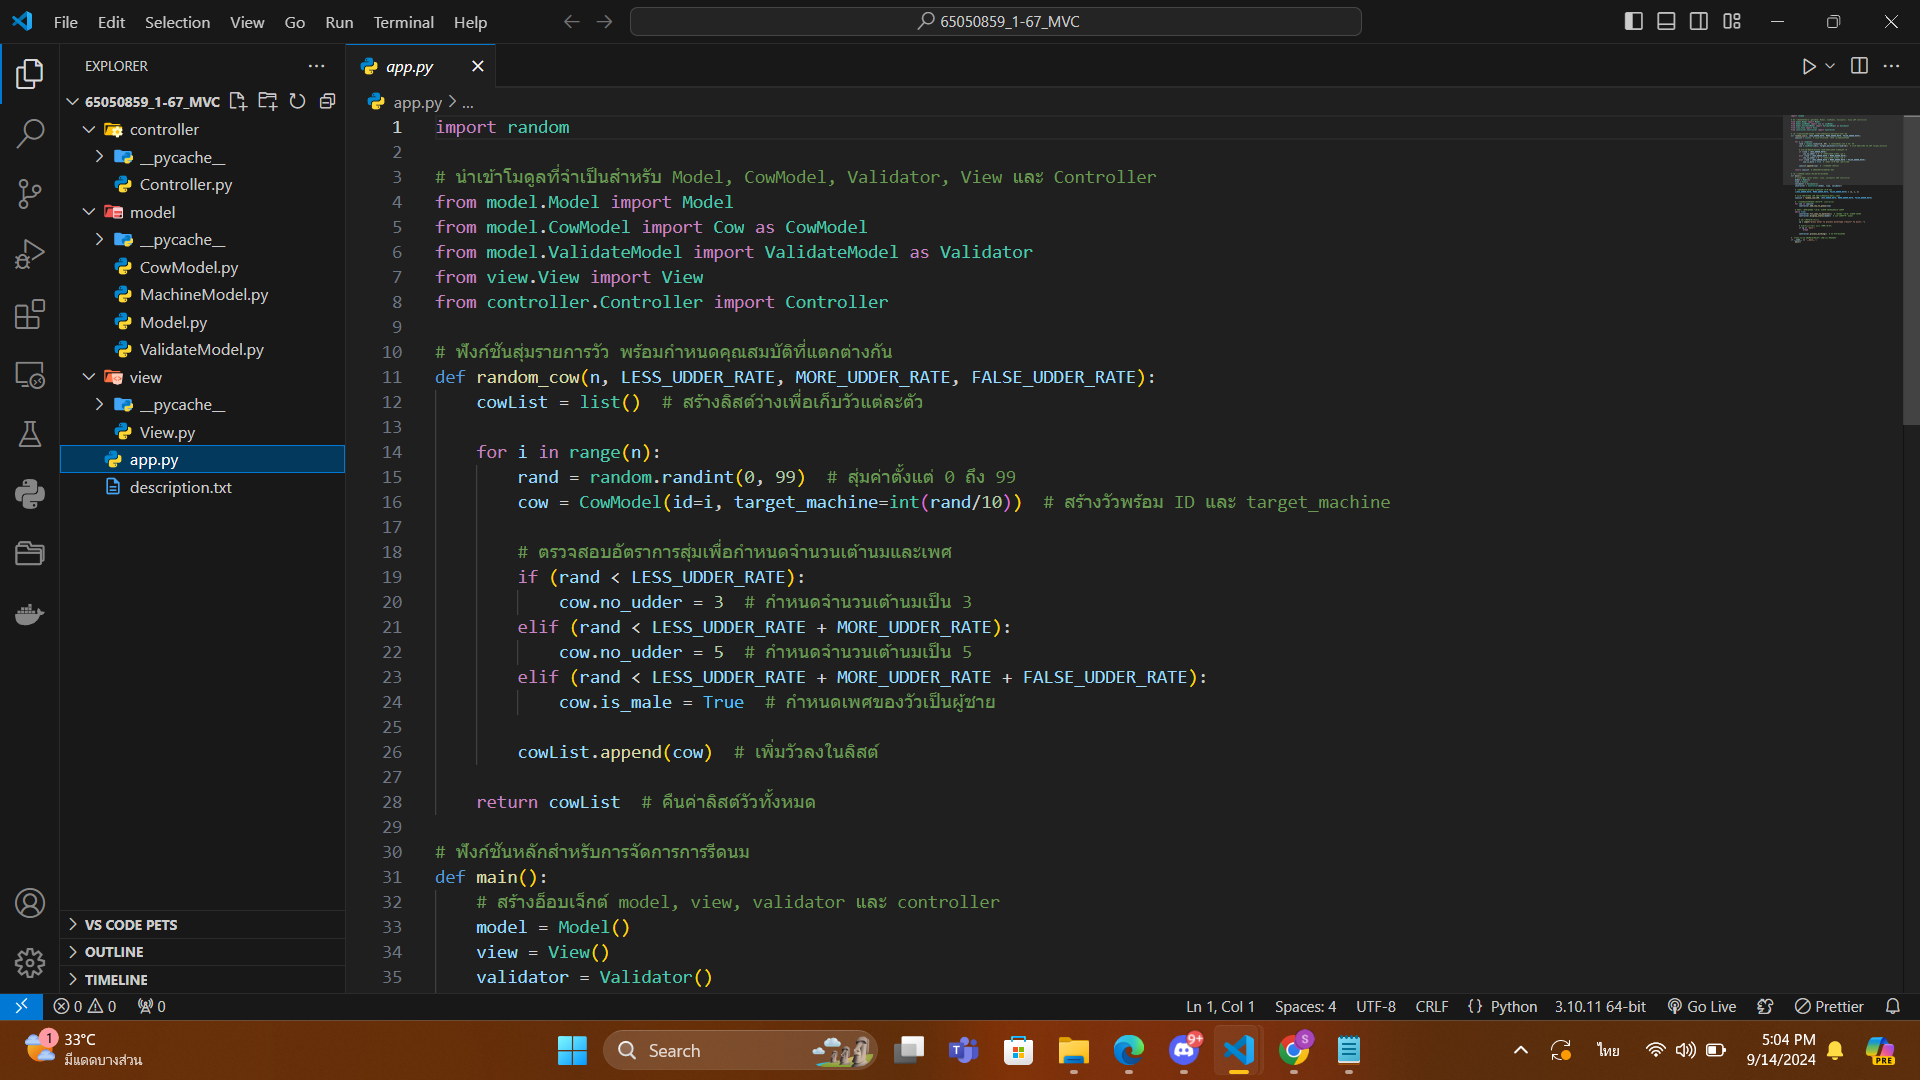 File Edit Selection View Go Run Terminal Help
65050859_1-67_MVC
EXPLORER
65050859_1-67_MVC
controller
__pycache__
Controller.py
model
__pycache__
CowModel.py
MachineModel.py
Model.py
ValidateModel.py
view
__pycache__
View.py
app.py
description.txt
VS CODE PETS
OUTLINE
TIMELINE
app.py
app.py > ...
1 import random
2
3 # นำเข้าโมดูลที่จำเป็นสำหรับ Model, CowModel, Validator, View และ Controller
4 from model.Model import Model
5 from model.CowModel import Cow as CowModel
6 from model.ValidateModel import ValidateModel as Validator
7 from view.View import View
8 from controller.Controller import Controller
9
10 # ฟังก์ชันสุ่มรายการวัว พร้อมกำหนดคุณสมบัติที่แตกต่างกัน
11 def random_cow(n, LESS_UDDER_RATE, MORE_UDDER_RATE, FALSE_UDDER_RATE):
12 cowList = list() # สร้างลิสต์ว่างเพื่อเก็บวัวแต่ละตัว
13
14 for i in range(n):
15 rand = random.randint(0, 99) # สุ่มค่าตั้งแต่ 0 ถึง 99
16 cow = CowModel(id=i, target_machine=int(rand/10)) # สร้างวัวพร้อม ID และ target_machine
17
18 # ตรวจสอบอัตราการสุ่มเพื่อกำหนดจำนวนเต้านมและเพศ
19 if (rand < LESS_UDDER_RATE):
20 cow.no_udder = 3 # กำหนดจำนวนเต้านมเป็น 3
21 elif (rand < LESS_UDDER_RATE + MORE_UDDER_RATE):
22 cow.no_udder = 5 # กำหนดจำนวนเต้านมเป็น 5
23 elif (rand < LESS_UDDER_RATE + MORE_UDDER_RATE + FALSE_UDDER_RATE):
24 cow.is_male = True # กำหนดเพศของวัวเป็นผู้ชาย
25
26 cowList.append(cow) # เพิ่มวัวลงในลิสต์
27
28 return cowList # คืนค่าลิสต์วัวทั้งหมด
29
30 # ฟังก์ชันหลักสำหรับการจัดการการรีดนม
31 def main():
32 # สร้างอ็อบเจ็กต์ model, view, validator และ controller
33 model = Model()
34 view = View()
35 validator = Validator()
0 0 0
Ln 1, Col 1 Spaces: 4 UTF-8 CRLF {} Python 3.10.11 64-bit Go Live Prettier
1 33°C
มีแดดบางส่วน
Search
9+
S
ไทย
5:04 PM
9/14/2024
PRE